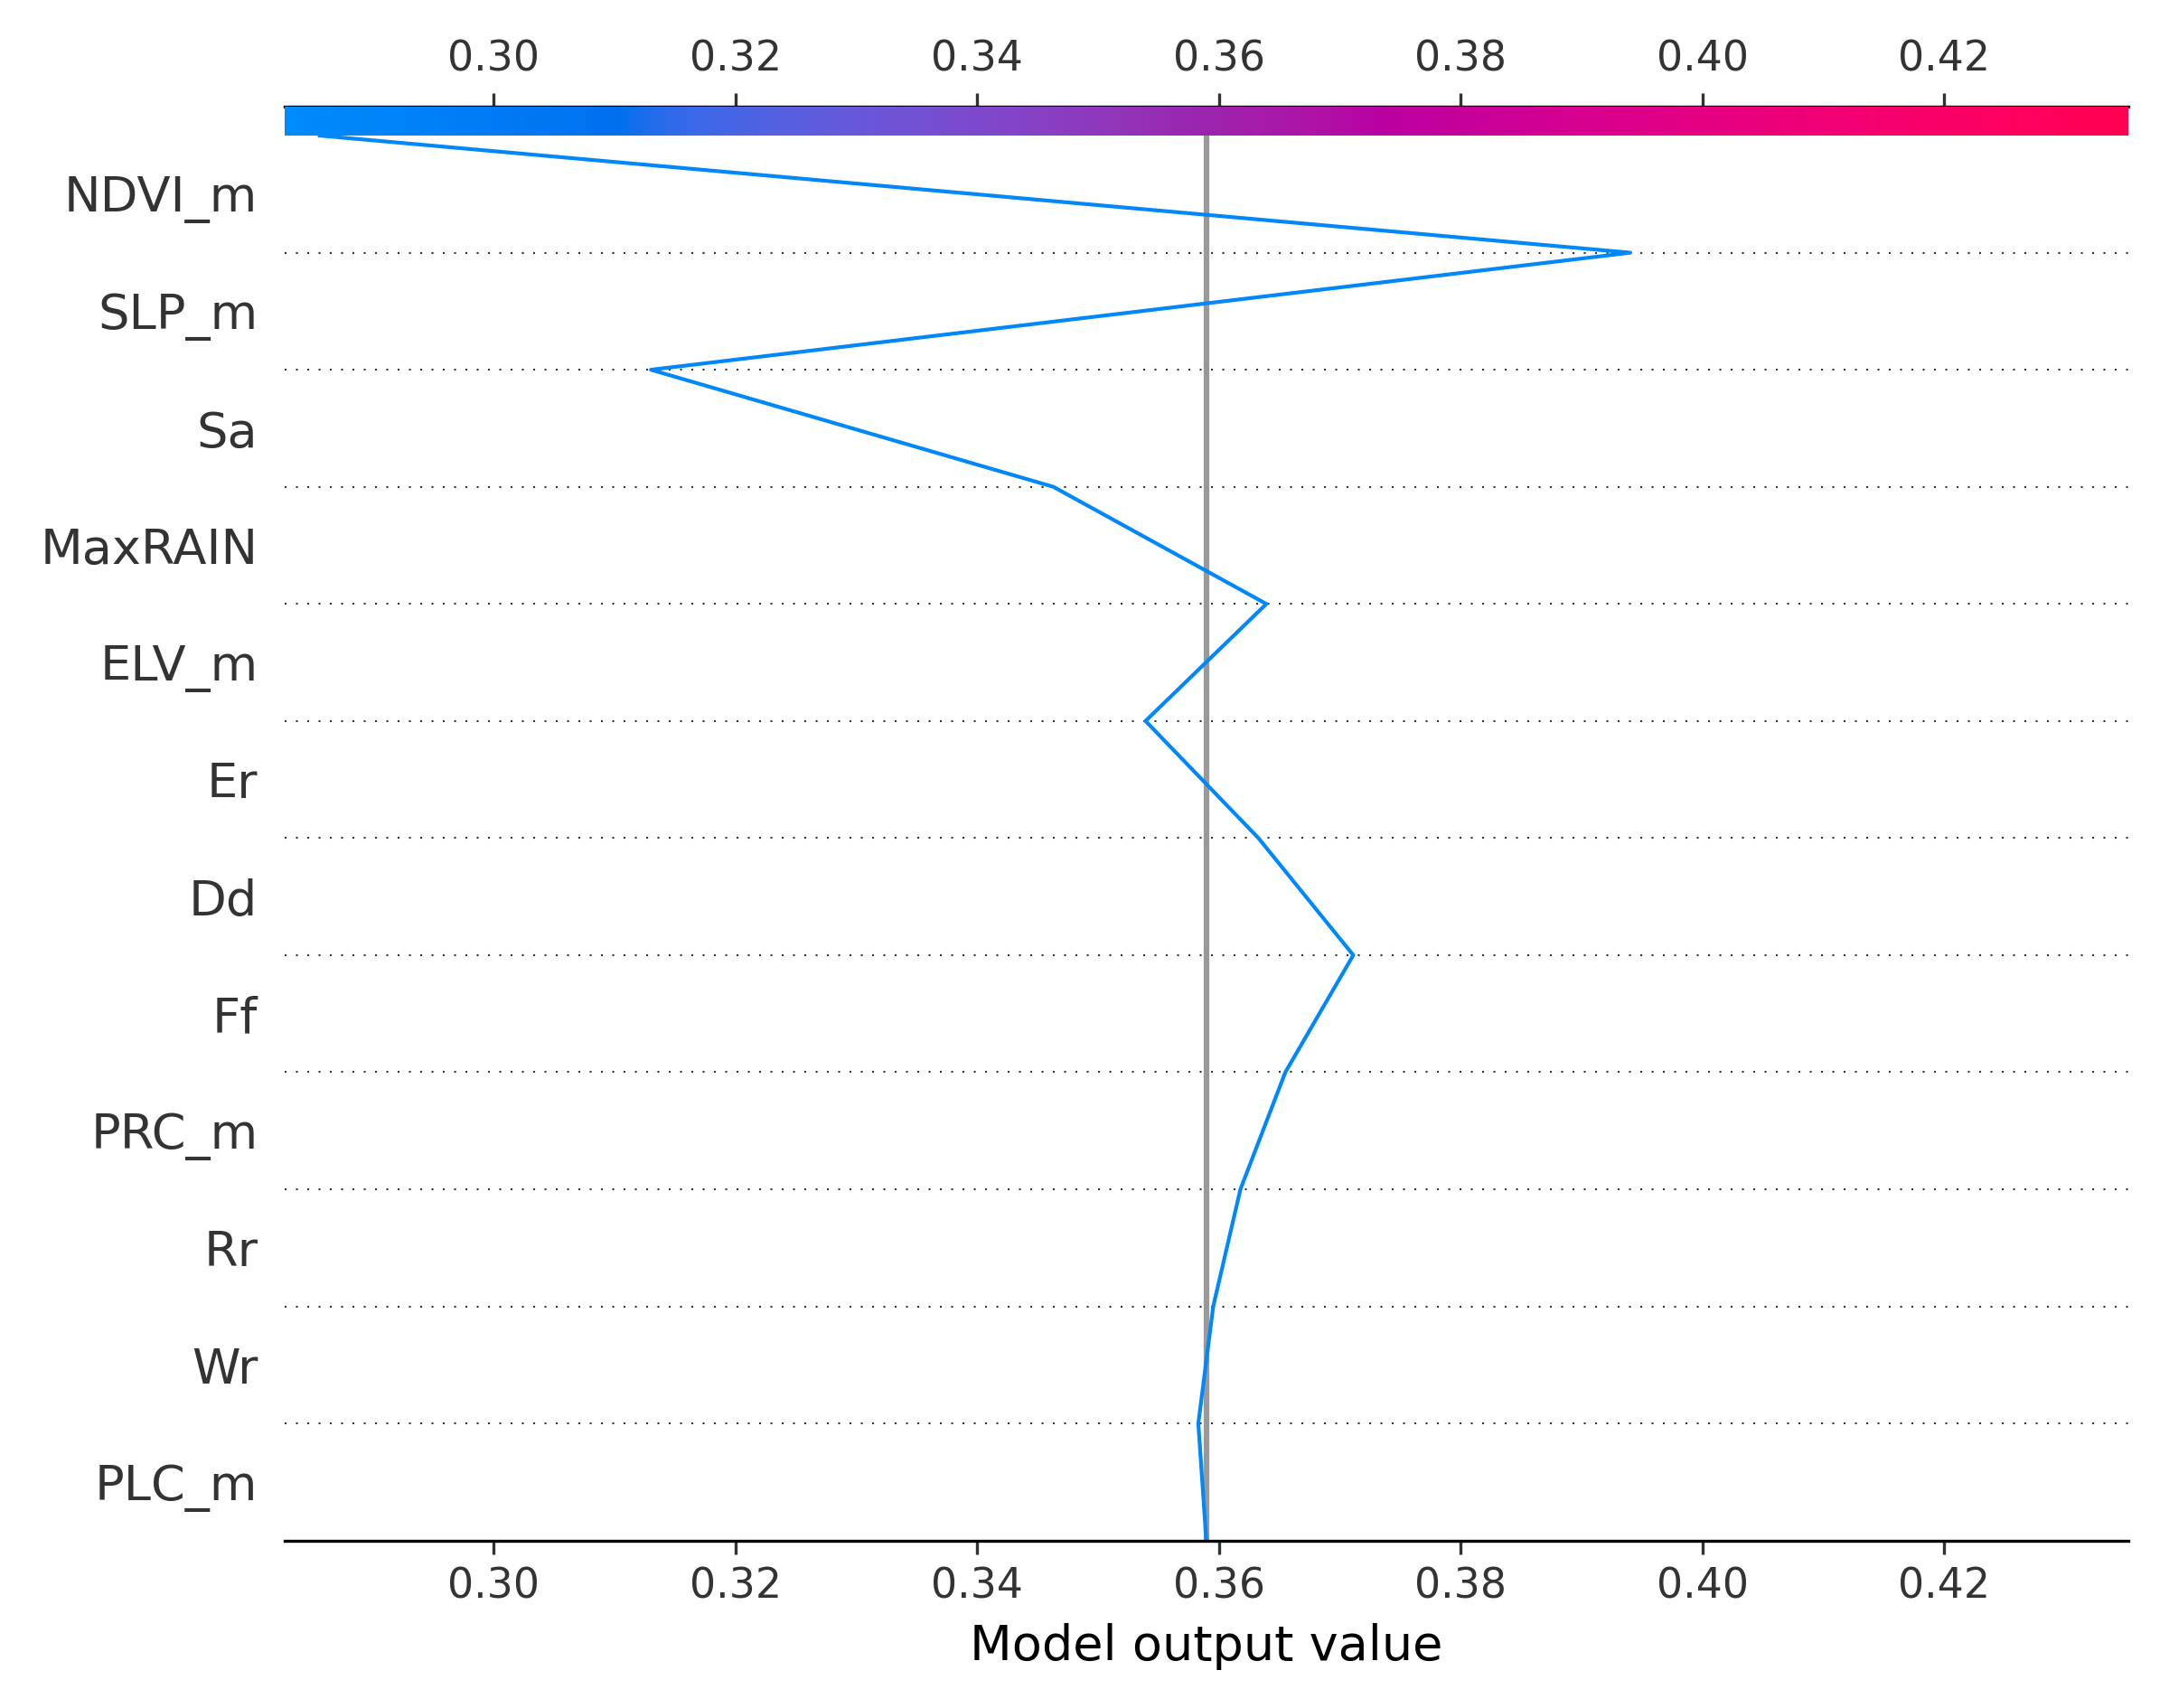 0.30 0.32 0.34 0.36 0.38 0.40 0.42
NDVI_m
SLP_m
Sa
MaxRAIN
ELV_m
Er
Dd
Ff
PRC_m
Rr
Wr
PLC_m
0.30 0.32 0.34 0.36 0.38 0.40 0.42
Model output value